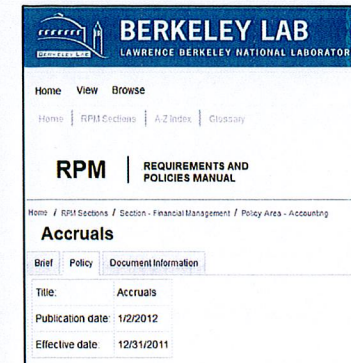 BERKELEY LAB
LAWRENCE BERKELEY NATIONAL LABORATOR
BERKELEY LAB
Home View Browse
Home | RPM Sections | A-Z Index | Glossary
RPM | REQUIREMENTS AND
POLICIES MANUAL
Home / RPM Sections / Section - Financial Management / Policy Area - Accounting
Accruals
Brief Policy Document Information
Title: Accruals
Publication date: 1/2/2012
Effective date: 12/31/2011